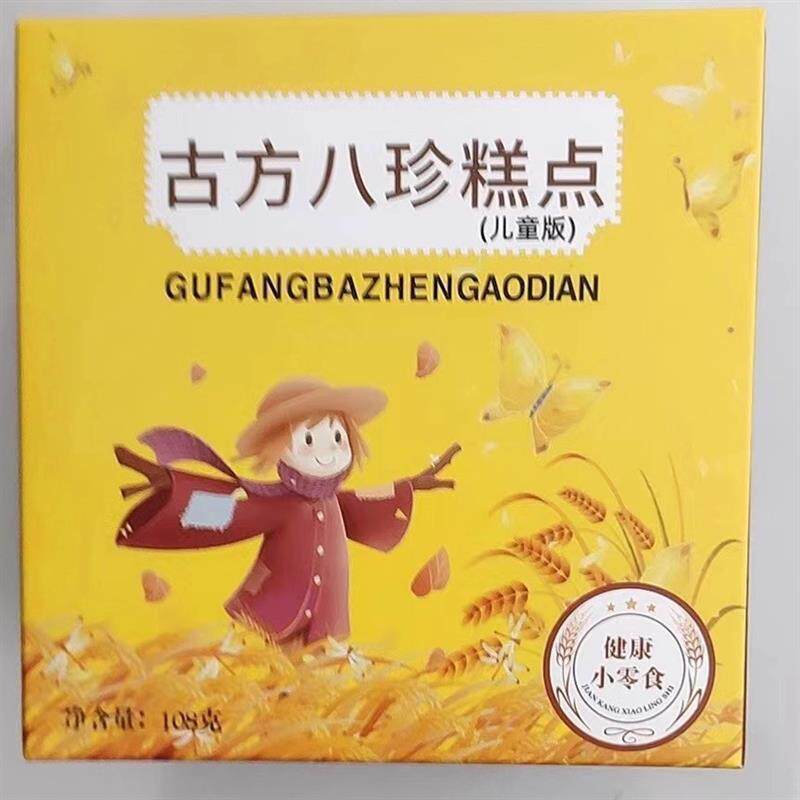 古方八珍糕点
(儿童版)
GUFANGBAZHENGAODIAN
健康
小零食
JIAN KANG XIAO LING SHI
净含量：108克